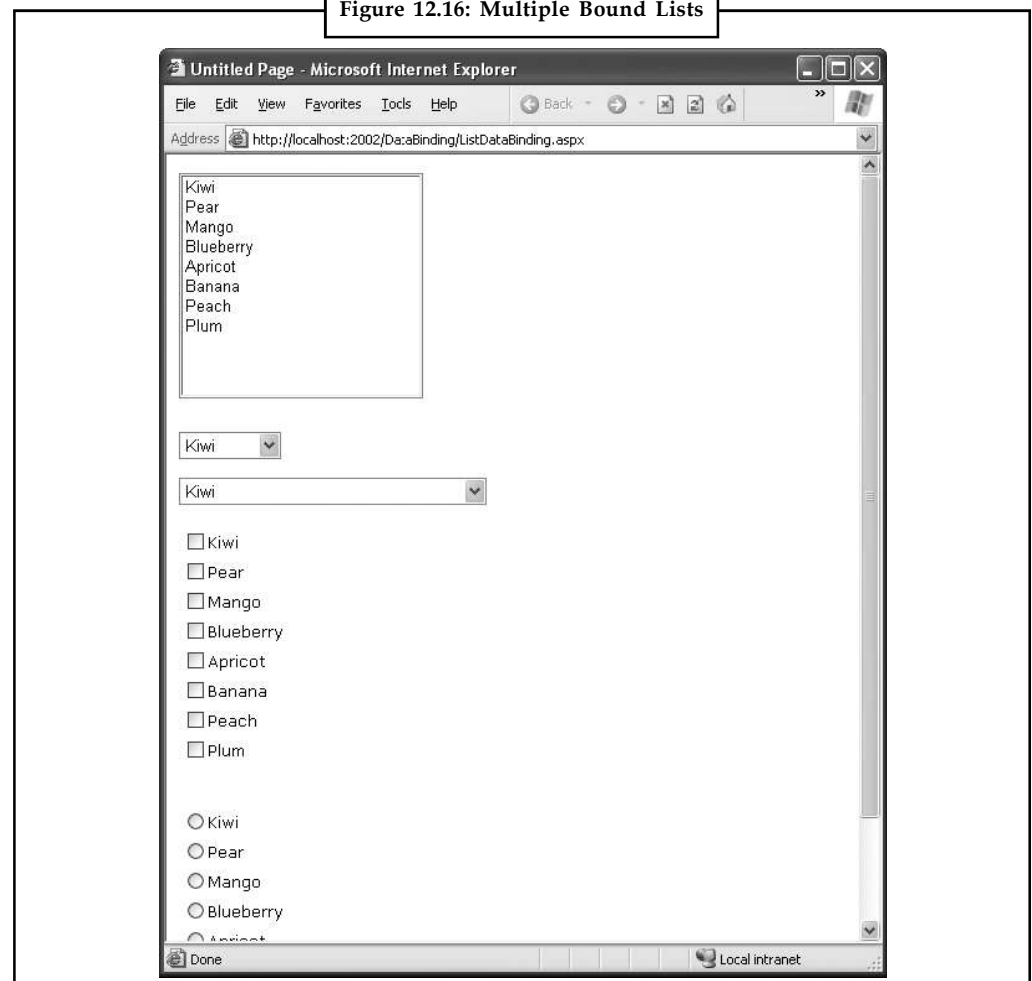 Figure 12.16: Multiple Bound Lists
Untitled Page - Microsoft Internet Explorer
File Edit View Favorites Tools Help Back »
Address http://localhost:2002/DataBinding/ListDataBinding.aspx
Kiwi
Pear
Mango
Blueberry
Apricot
Banana
Peach
Plum
Kiwi
Kiwi
Kiwi
Pear
Mango
Blueberry
Apricot
Banana
Peach
Plum
Kiwi
Pear
Mango
Blueberry
Apricot
Done Local intranet